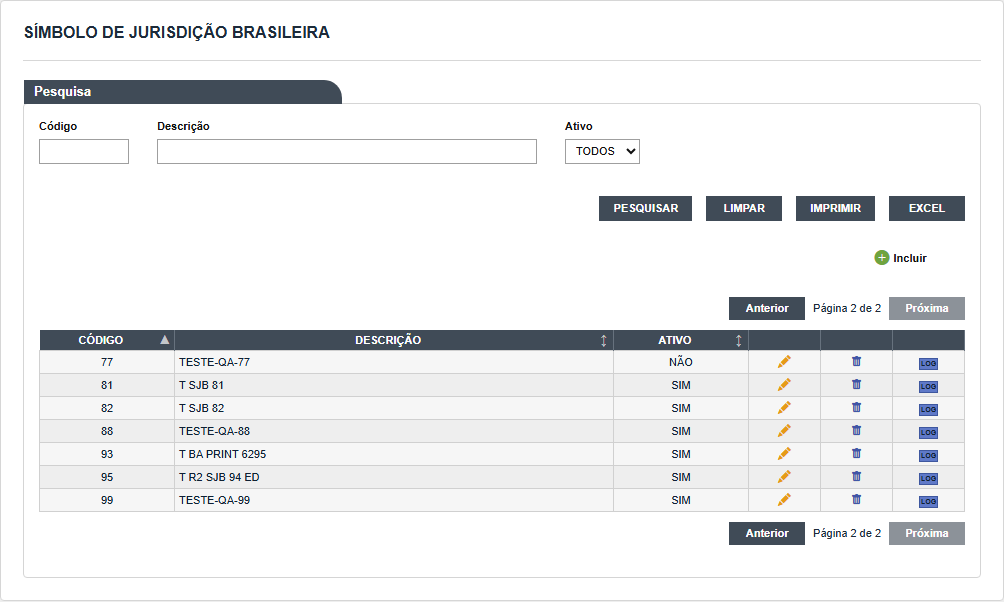 SÍMBOLO DE JURISDIÇÃO BRASILEIRA
Pesquisa
Código Descrição Ativo
TODOS
PESQUISAR LIMPAR IMPRIMIR EXCEL
Incluir
Anterior Página 2 de 2 Próxima
CÓDIGO DESCRIÇÃO ATIVO
77 TESTE-QA-77 NÃO LOG
81 T SJB 81 SIM LOG
82 T SJB 82 SIM LOG
88 TESTE-QA-88 SIM LOG
93 T BA PRINT 6295 SIM LOG
95 T R2 SJB 94 ED SIM LOG
99 TESTE-QA-99 SIM LOG
Anterior Página 2 de 2 Próxima